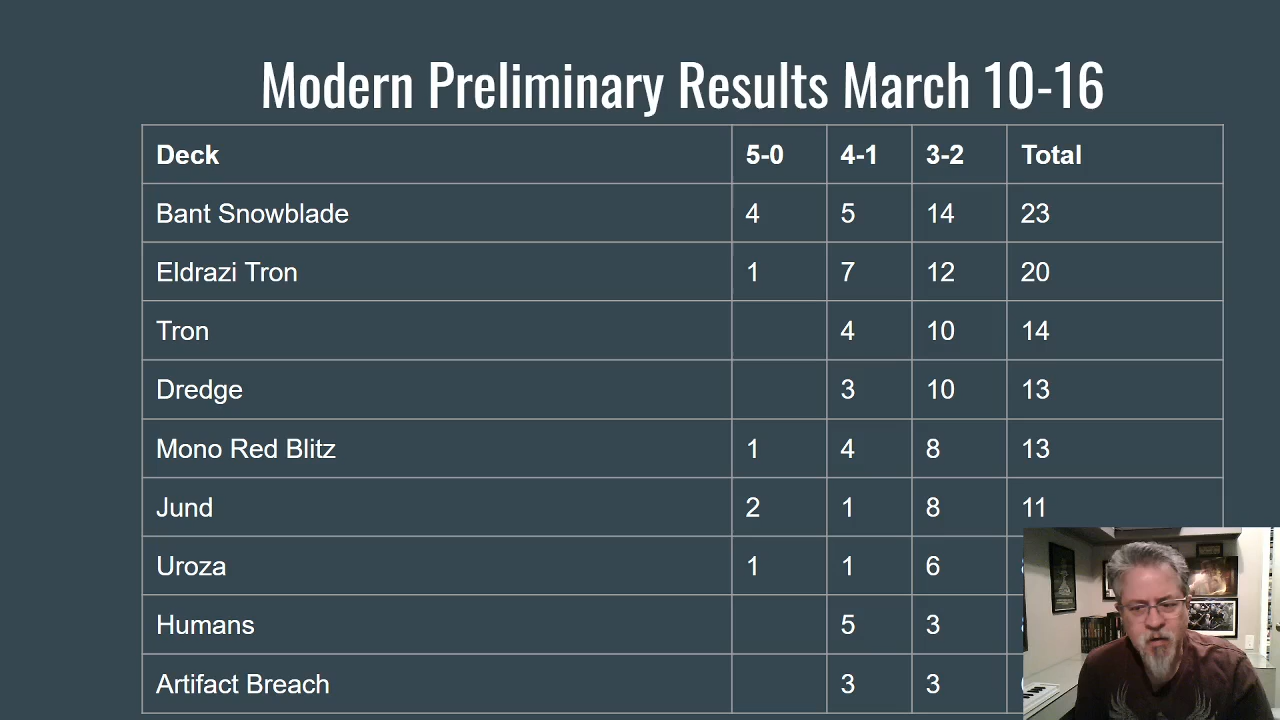 Modern Preliminary Results March 10-16
Deck 5-0 4-1 3-2 Total
Bant Snowblade 4 5 14 23
Eldrazi Tron 1 7 12 20
Tron 4 10 14
Dredge 3 10 13
Mono Red Blitz 1 4 8 13
Jund 2 1 8 11
Uroza 1 1 6
Humans 5 3
Artifact Breach 3 3